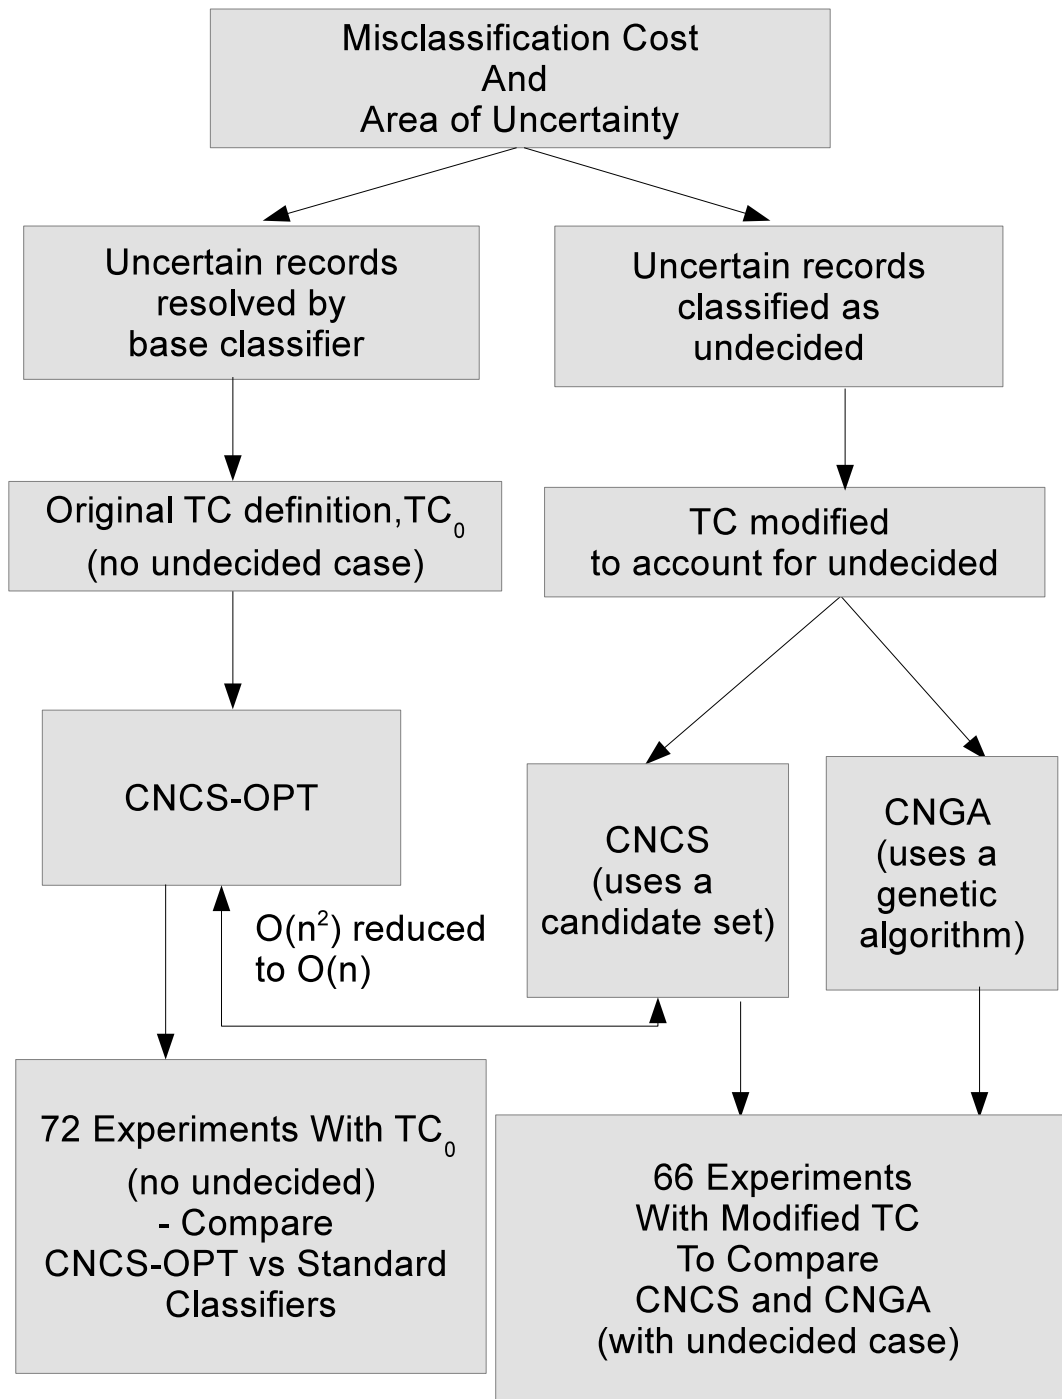 Misclassification Cost
And
Area of Uncertainty
Uncertain records
resolved by
base classifier
Uncertain records
classified as
undecided
Original TC definition,TC₀
(no undecided case)
TC modified
to account for undecided
CNCS-OPT
CNCS
(uses a
candidate set)
CNGA
(uses a
genetic
algorithm)
O(n²) reduced
to O(n)
72 Experiments With TC₀
(no undecided)
- Compare
CNCS-OPT vs Standard
Classifiers
66 Experiments
With Modified TC
To Compare
CNCS and CNGA
(with undecided case)